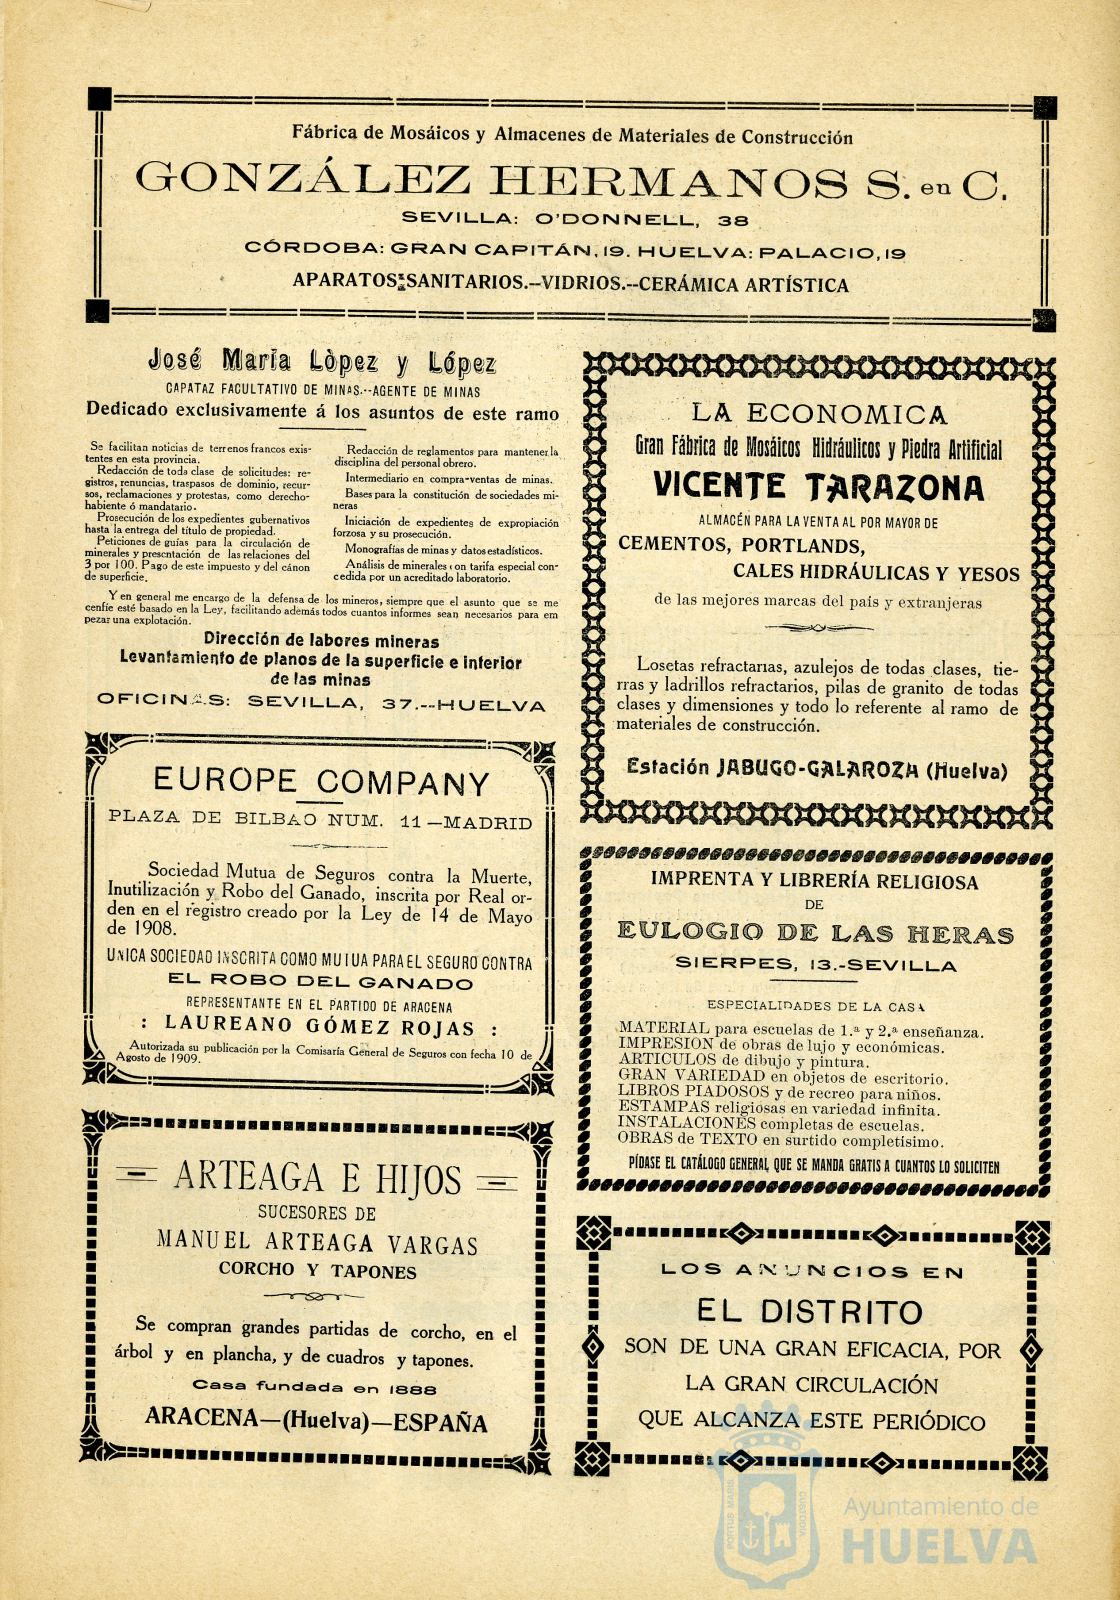 Fábrica de Mosáicos y Almacenes de Materiales de Construcción
GONZÁLEZ HERMANOS S. en C.
SEVILLA: O'DONNELL, 38
CÓRDOBA: GRAN CAPITÁN, 19. HUELVA: PALACIO, 19
APARATOS SANITARIOS.--VIDRIOS.--CERÁMICA ARTÍSTICA
José María Lòpez y López
CAPATAZ FACULTATIVO DE MINAS.--AGENTE DE MINAS
Dedicado exclusivamente á los asuntos de este ramo
Se facilitan noticias de terrenos francos exis-
tentes en esta provincia.
Redacción de toda clase de solicitudes: re-
gistros, renuncias, traspasos de dominio, recur-
sos, reclamaciones y protestas, como derecho-
habiente ó mandatario.
Prosecución de los expedientes gubernativos
hasta la entrega del título de propiedad.
Peticiones de guías para la circulación de
minerales y presentación de las relaciones del
3 por 100. Pago de este impuesto y del cánon
de superficie.
Redacción de reglamentos para mantener la
disciplina del personal obrero.
Intermediario en compra-ventas de minas.
Bases para la constitución de sociedades mi-
neras
Iniciación de expedientes de expropiación
forzosa y su prosecución.
Monografías de minas y datos estadísticos.
Análisis de minerales con tarifa especial con-
cedida por un acreditado laboratorio.
Y en general me encargo de la defensa de los mineros, siempre que el asunto que se me
cenfíe esté basado en la Ley, facilitando además todos cuantos informes sean necesarios para em
pezar una explotación.
Dirección de labores mineras
Levantamiento de planos de la superficie e interior
de las minas
OFICINAS: SEVILLA, 37.--HUELVA
LA ECONOMICA
Gran Fábrica de Mosáicos Hidráulicos y Piedra Artificial
VICENTE TARAZONA
ALMACÉN PARA LA VENTA AL POR MAYOR DE
CEMENTOS, PORTLANDS,
CALES HIDRÁULICAS Y YESOS
de las mejores marcas del país y extranjeras
Losetas refractarias, azulejos de todas clases, tie-
rras y ladrillos refractarios, pilas de granito de todas
clases y dimensiones y todo lo referente al ramo de
materiales de construcción.
Estación JABUGO-GALAROZA (Huelva)
EUROPE COMPANY
PLAZA DE BILBAO NUM. 11—MADRID
Sociedad Mutua de Seguros contra la Muerte,
Inutilización y Robo del Ganado, inscrita por Real or-
den en el registro creado por la Ley de 14 de Mayo
de 1908.
UNICA SOCIEDAD INSCRITA COMO MUTUA PARA EL SEGURO CONTRA
EL ROBO DEL GANADO
REPRESENTANTE EN EL PARTIDO DE ARACENA
: LAUREANO GÓMEZ ROJAS :
Autorizada su publicación por la Comisaría General de Seguros con fecha 10 de
Agosto de 1909.
IMPRENTA Y LIBRERÍA RELIGIOSA
DE
EULOGIO DE LAS HERAS
SIERPES, 13.-SEVILLA
ESPECIALIDADES DE LA CASA
MATERIAL para escuelas de 1.ª y 2.ª enseñanza.
IMPRESION de obras de lujo y económicas.
ARTICULOS de dibujo y pintura.
GRAN VARIEDAD en objetos de escritorio.
LIBROS PIADOSOS y de recreo para niños.
ESTAMPAS religiosas en variedad infinita.
INSTALACIONES completas de escuelas.
OBRAS de TEXTO en surtido completísimo.
PÍDASE EL CATÁLOGO GENERAL QUE SE MANDA GRATIS A CUANTOS LO SOLICITEN
ARTEAGA E HIJOS
SUCESORES DE
MANUEL ARTEAGA VARGAS
CORCHO Y TAPONES
Se compran grandes partidas de corcho, en el
árbol y en plancha, y de cuadros y tapones.
Casa fundada en 1888
ARACENA—(Huelva)—ESPAÑA
LOS ANUNCIOS EN
EL DISTRITO
SON DE UNA GRAN EFICACIA, POR
LA GRAN CIRCULACIÓN
QUE ALCANZA ESTE PERIÓDICO
PORTUS MARIS
CUSTODIA
Ayuntamiento de
HUELVA